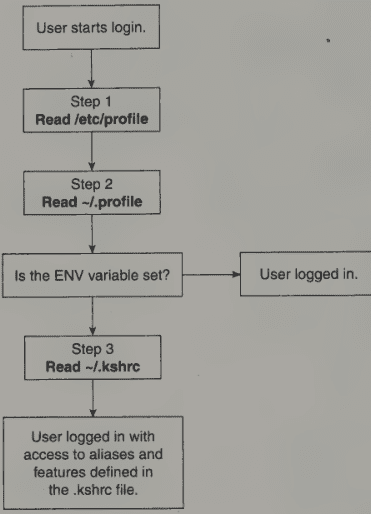 User starts login.
Step 1
Read /etc/profile
Step 2
Read ~/.profile
Is the ENV variable set?
User logged in.
Step 3
Read ~/.kshrc
User logged in with
access to aliases and
features defined in
the .kshrc file.